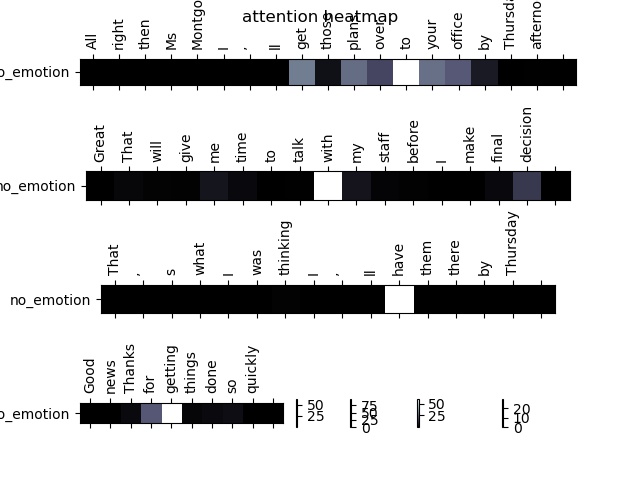 attention heatmap
All right then Ms Montgo I , ll get those plans over to your office by Thursda afterno
o_emotion
Great That will give me time to talk with my staff before I make final decision
no_emotion
That , s what I was thinking I , ll have them there by Thursday
no_emotion
Good news Thanks for getting things done so quickly
o_emotion
50 25
75 50 25 0
50 25
20 10 0